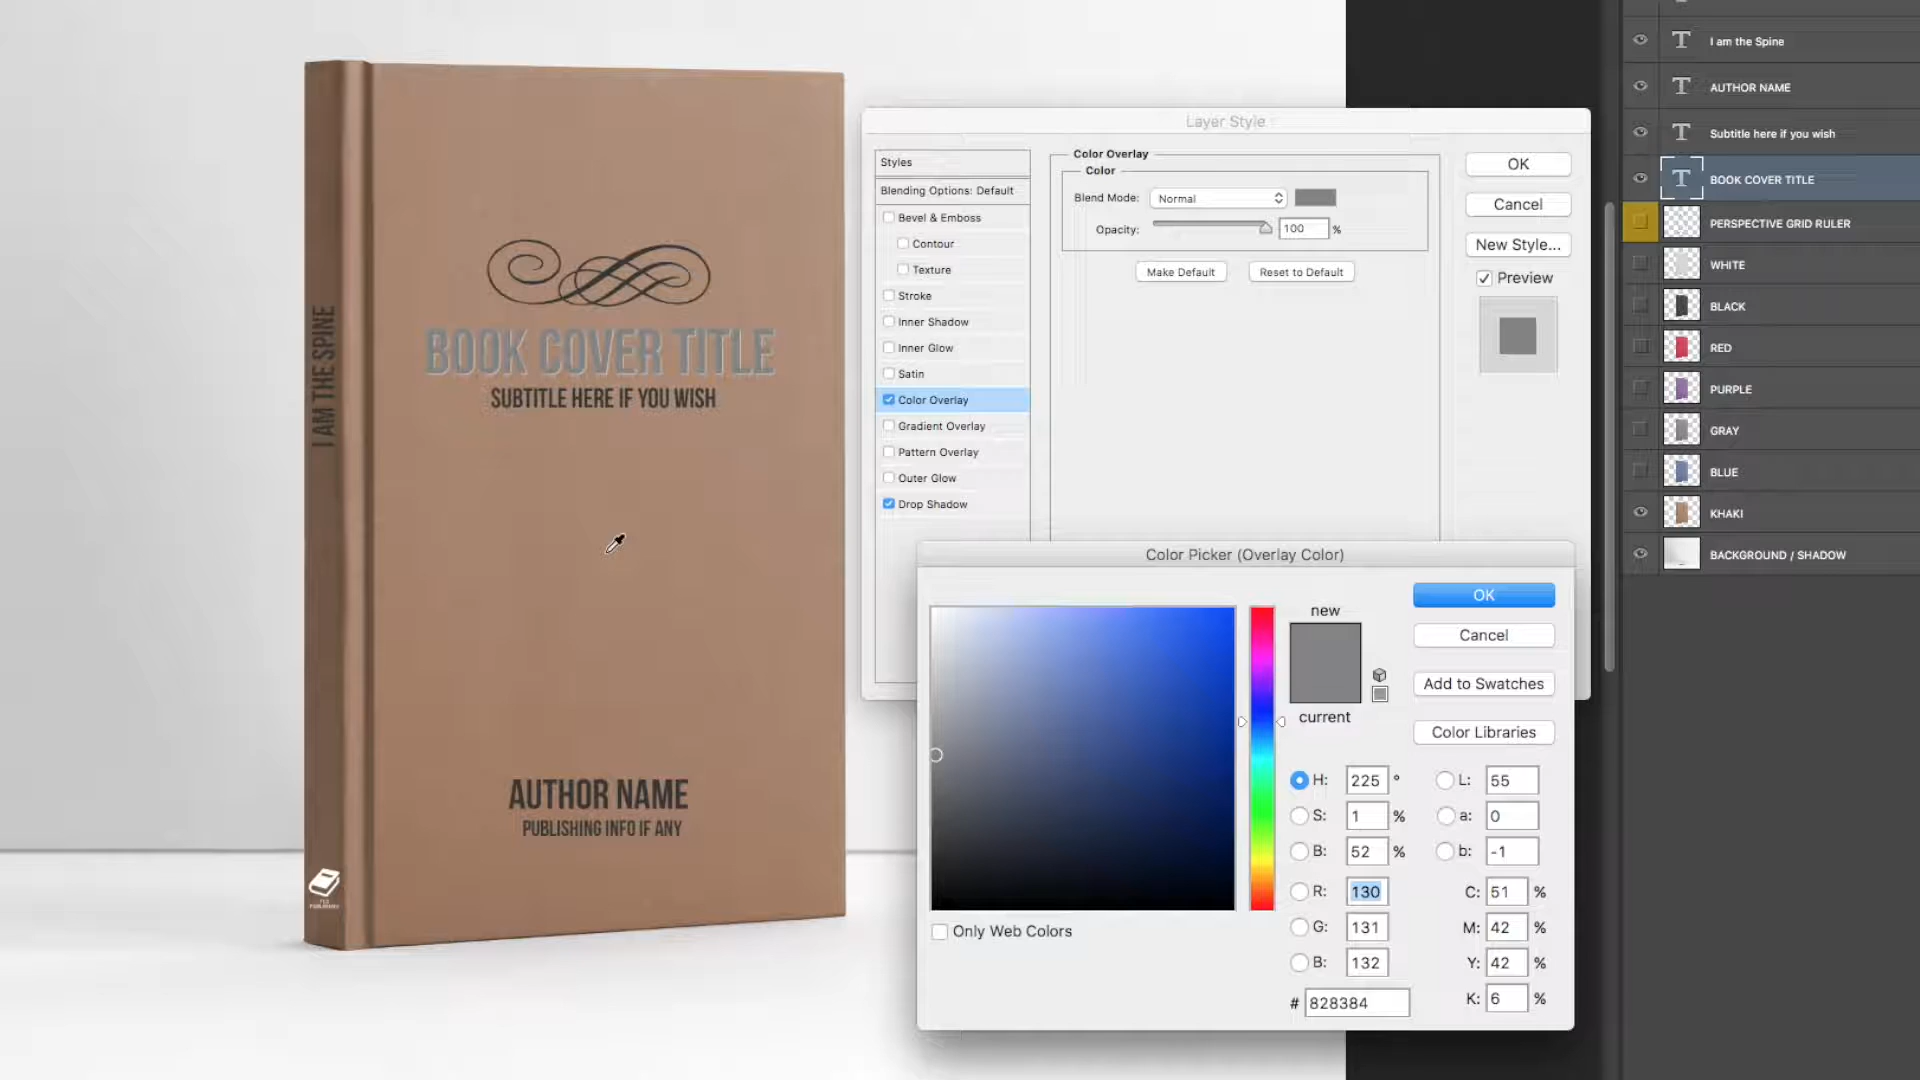 I AM THE SPINE
BOOK COVER TITLE
SUBTITLE HERE IF YOU WISH
AUTHOR NAME
PUBLISHING INFO IF ANY
Layer Style
Styles
Blending Options: Default
Bevel & Emboss
Contour
Texture
Stroke
Inner Shadow
Inner Glow
Satin
Color Overlay
Gradient Overlay
Pattern Overlay
Outer Glow
Drop Shadow
Color Overlay
Color
Blend Mode: Normal
Opacity: 100 %
Make Default Reset to Default
OK
Cancel
New Style...
Preview
Color Picker (Overlay Color)
new
current
OK
Cancel
Add to Swatches
Color Libraries
H: 225 ° L: 55
S: 1 % a: 0
B: 52 % b: -1
R: 130 C: 51 %
G: 131 M: 42 %
B: 132 Y: 42 %
# 828384 K: 6 %
Only Web Colors
I am the Spine
AUTHOR NAME
Subtitle here if you wish
BOOK COVER TITLE
PERSPECTIVE GRID RULER
WHITE
BLACK
RED
PURPLE
GRAY
BLUE
KHAKI
BACKGROUND / SHADOW